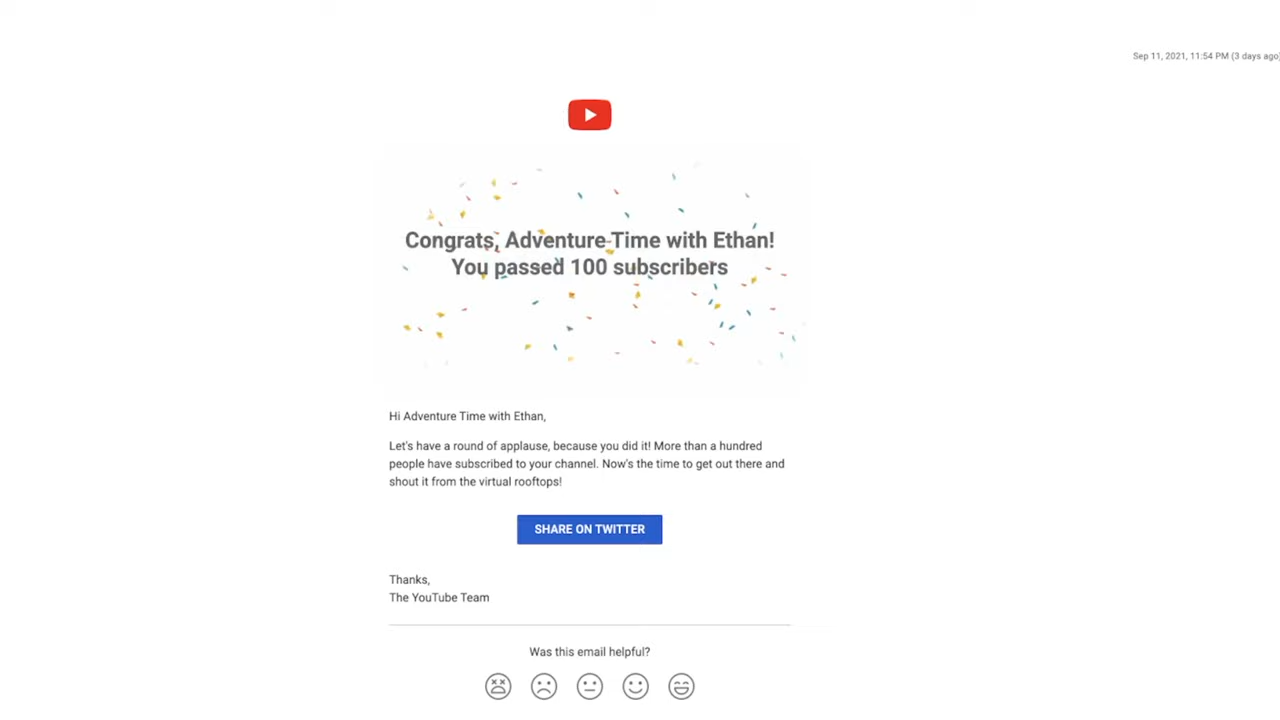 Sep 11, 2021, 11:54 PM (3 days ago)
Congrats, Adventure Time with Ethan!
You passed 100 subscribers
Hi Adventure Time with Ethan,
Let's have a round of applause, because you did it! More than a hundred
people have subscribed to your channel. Now's the time to get out there and
shout it from the virtual rooftops!
SHARE ON TWITTER
Thanks,
The YouTube Team
Was this email helpful?